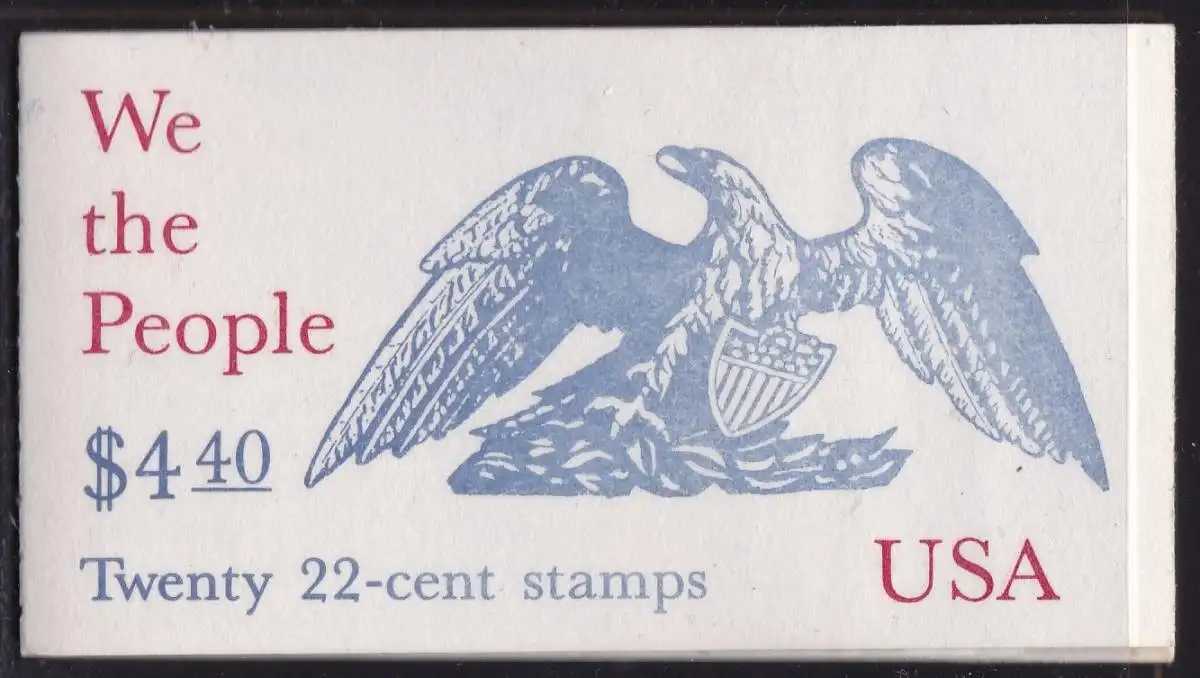 We
the
People
$4 40
Twenty 22-cent stamps
USA